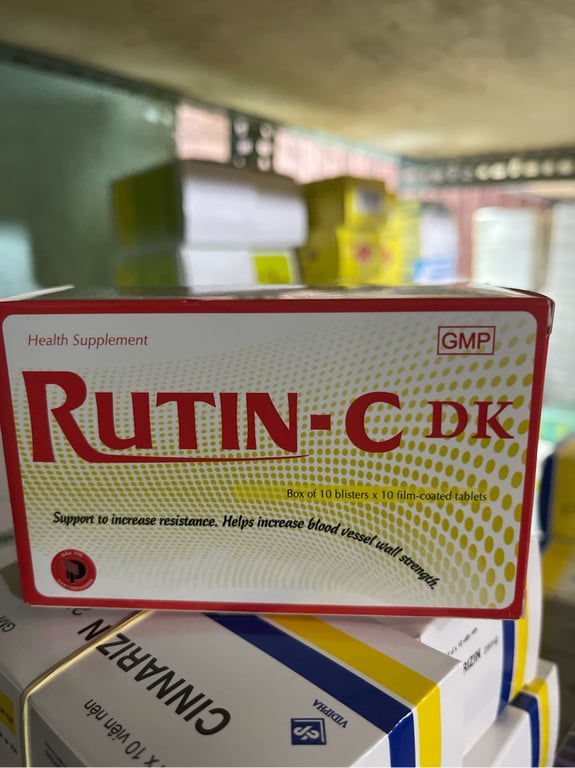 Health Supplement
GMP
RUTIN-C DK
Box of 10 blisters x 10 film-coated tablets
Support to increase resistance. Helps increase blood vessel wall strength.
CINNARIZIN
VIDIPHA
x 10 viên nén
RIZIN